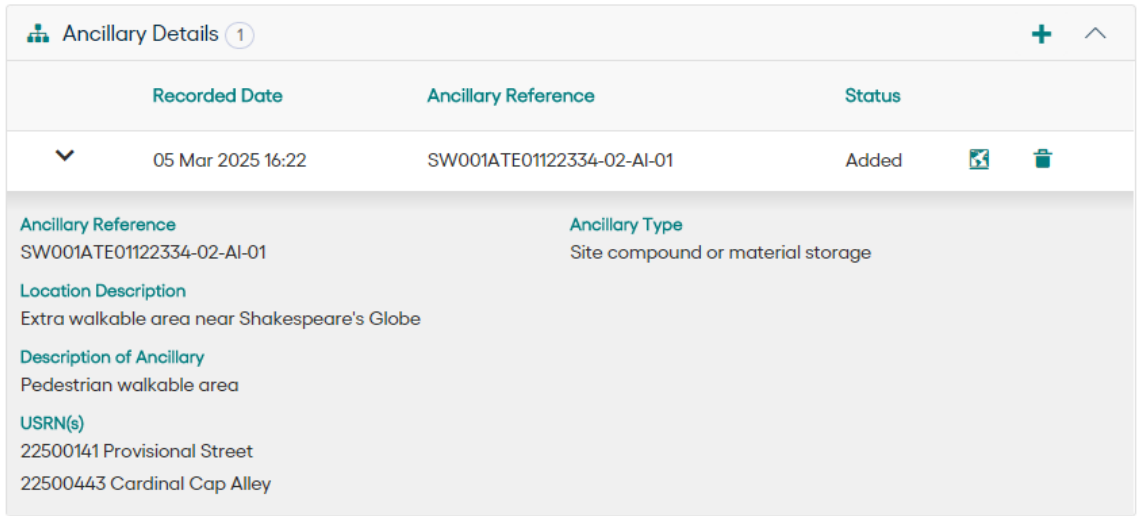 Ancillary Details 1
Recorded Date Ancillary Reference Status
05 Mar 2025 16:22 SW001ATE01122334-02-AI-01 Added
Ancillary Reference Ancillary Type
SW001ATE01122334-02-AI-01 Site compound or material storage
Location Description
Extra walkable area near Shakespeare's Globe
Description of Ancillary
Pedestrian walkable area
USRN(s)
22500141 Provisional Street
22500443 Cardinal Cap Alley